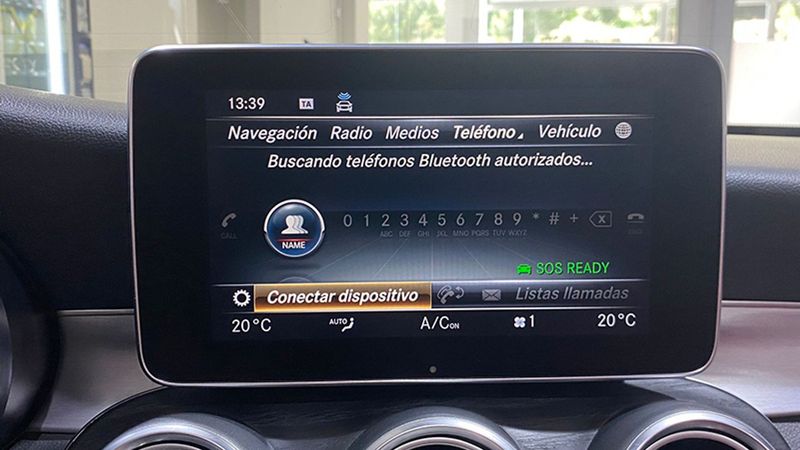 13:39 TA
Navegación Radio Medios Teléfono Vehículo
Buscando teléfonos Bluetooth autorizados...
0 1 2 3 4 5 6 7 8 9 * # +
CALL ABC DEF GHI JKL MNO PQRS TUV WXYZ
NAME
SOS READY
Conectar dispositivo Listas llamadas
20°C AUTO A/C ON 1 20°C